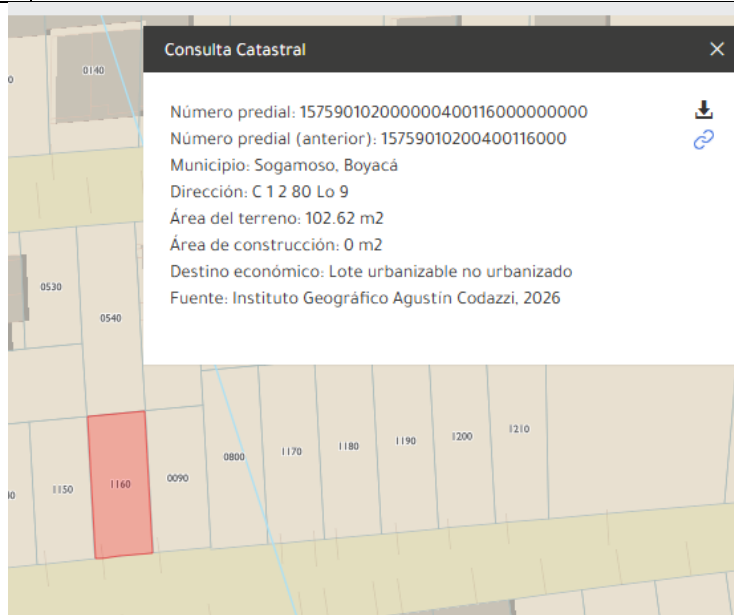 Consulta Catastral
Número predial: 157590102000000400116000000000
Número predial (anterior): 15759010200400116000
Municipio: Sogamoso, Boyacá
Dirección: C 1 2 80 Lo 9
Área del terreno: 102.62 m2
Área de construcción: 0 m2
Destino económico: Lote urbanizable no urbanizado
Fuente: Instituto Geográfico Agustín Codazzi, 2026
0140
0530
0540
1150
1160
0090
0800
1170
1180
1190
1200
1210